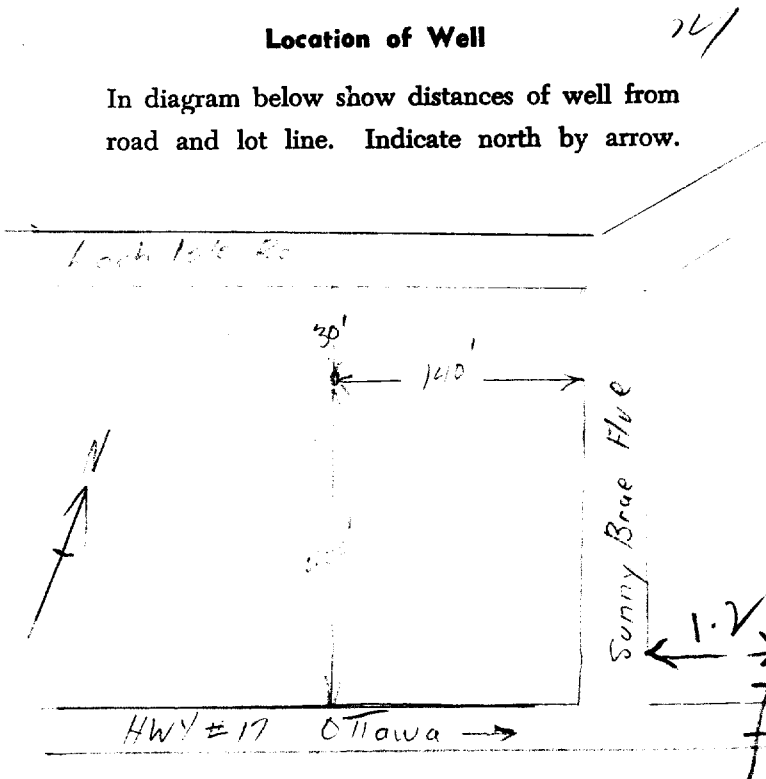 Location of Well
In diagram below show distances of well from
road and lot line. Indicate north by arrow.
30'
140'
N
Sunny Brae Ave
1.2
HWY #17 Ottawa